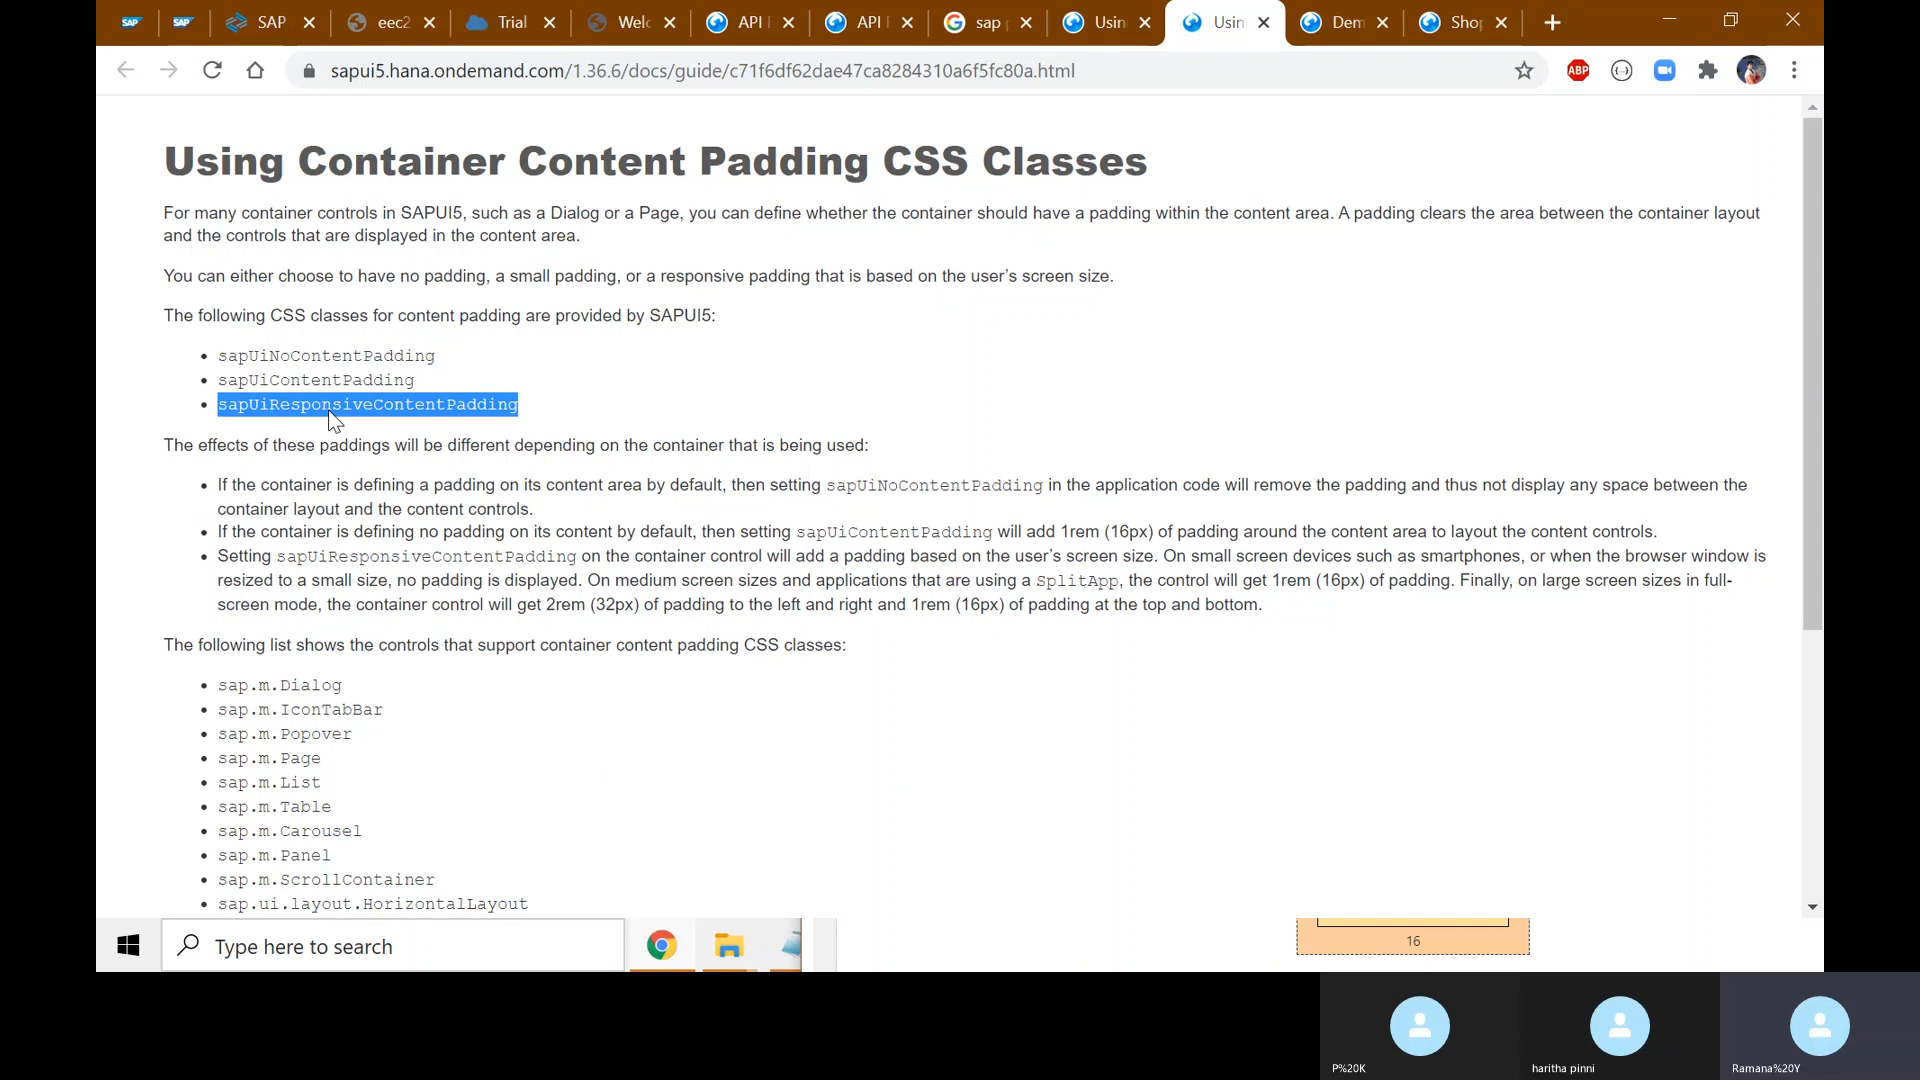 SAP SAP SAP eec2 Trial Welc API API sap Usin Usin Dem Shop
sapui5.hana.ondemand.com/1.36.6/docs/guide/c71f6df62dae47ca8284310a6f5fc80a.html ABP
Using Container Content Padding CSS Classes
For many container controls in SAPUI5, such as a Dialog or a Page, you can define whether the container should have a padding within the content area. A padding clears the area between the container layout
and the controls that are displayed in the content area.
You can either choose to have no padding, a small padding, or a responsive padding that is based on the user’s screen size.
The following CSS classes for content padding are provided by SAPUI5:
• sapUiNoContentPadding
• sapUiContentPadding
• sapUiResponsiveContentPadding
The effects of these paddings will be different depending on the container that is being used:
• If the container is defining a padding on its content area by default, then setting sapUiNoContentPadding in the application code will remove the padding and thus not display any space between the
container layout and the content controls.
• If the container is defining no padding on its content by default, then setting sapUiContentPadding will add 1rem (16px) of padding around the content area to layout the content controls.
• Setting sapUiResponsiveContentPadding on the container control will add a padding based on the user’s screen size. On small screen devices such as smartphones, or when the browser window is
resized to a small size, no padding is displayed. On medium screen sizes and applications that are using a SplitApp, the control will get 1rem (16px) of padding. Finally, on large screen sizes in full-
screen mode, the container control will get 2rem (32px) of padding to the left and right and 1rem (16px) of padding at the top and bottom.
The following list shows the controls that support container content padding CSS classes:
• sap.m.Dialog
• sap.m.IconTabBar
• sap.m.Popover
• sap.m.Page
• sap.m.List
• sap.m.Table
• sap.m.Carousel
• sap.m.Panel
• sap.m.ScrollContainer
• sap.ui.layout.HorizontalLayout
Type here to search
16
P%20K haritha pinni Ramana%20Y